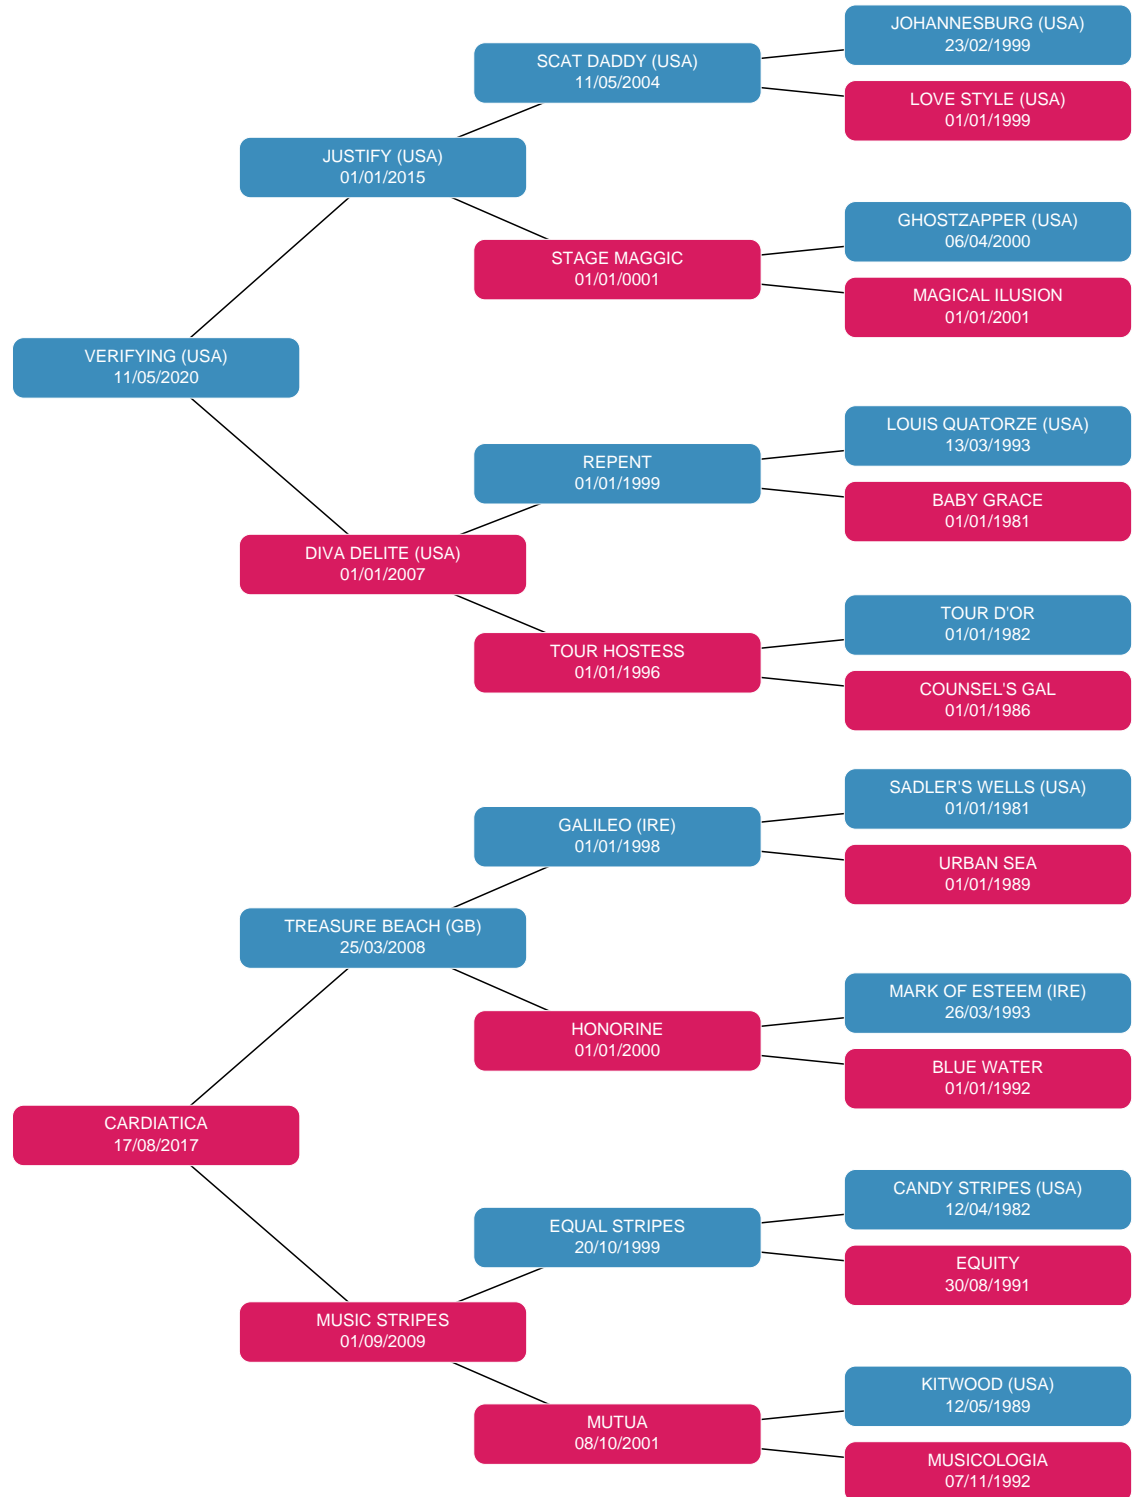 JOHANNESBURG (USA)
23/02/1999
SCAT DADDY (USA)
11/05/2004
LOVE STYLE (USA)
01/01/1999
JUSTIFY (USA)
01/01/2015
GHOSTZAPPER (USA)
06/04/2000
STAGE MAGGIC
01/01/0001
MAGICAL ILUSION
01/01/2001
VERIFYING (USA)
11/05/2020
LOUIS QUATORZE (USA)
13/03/1993
REPENT
01/01/1999
BABY GRACE
01/01/1981
DIVA DELITE (USA)
01/01/2007
TOUR D'OR
01/01/1982
TOUR HOSTESS
01/01/1996
COUNSEL'S GAL
01/01/1986
SADLER'S WELLS (USA)
01/01/1981
GALILEO (IRE)
01/01/1998
URBAN SEA
01/01/1989
TREASURE BEACH (GB)
25/03/2008
MARK OF ESTEEM (IRE)
26/03/1993
HONORINE
01/01/2000
BLUE WATER
01/01/1992
CARDIATICA
17/08/2017
CANDY STRIPES (USA)
12/04/1982
EQUAL STRIPES
20/10/1999
EQUITY
30/08/1991
MUSIC STRIPES
01/09/2009
KITWOOD (USA)
12/05/1989
MUTUA
08/10/2001
MUSICOLOGIA
07/11/1992